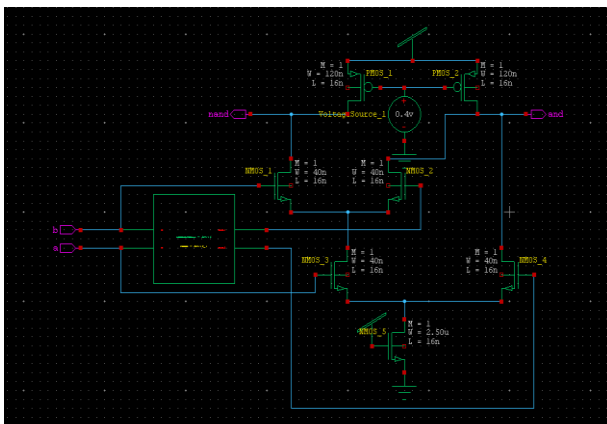 M = 1
W = 120n
L = 16n
PMOS_1
PMOS_2
M = 1
W = 120n
L = 16n
nand
VoltageSource_1
0.4v
and
NMOS_1
M = 1
W = 40n
L = 16n
M = 1
W = 40n
L = 16n
NMOS_2
b
a
NMOS_3
M = 1
W = 40n
L = 16n
M = 1
W = 40n
L = 16n
NMOS_4
NMOS_5
M = 1
W = 2.50u
L = 16n